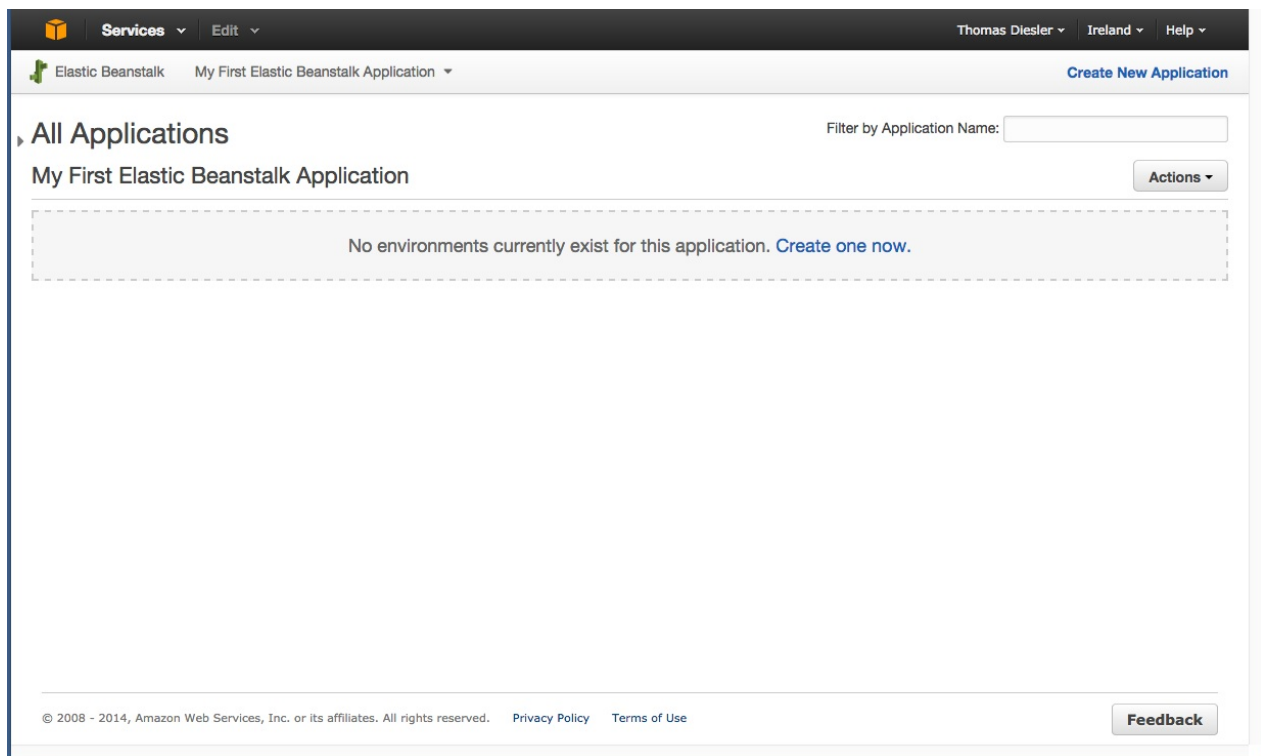 Services Edit Thomas Diesler Ireland Help
Elastic Beanstalk My First Elastic Beanstalk Application Create New Application
All Applications Filter by Application Name:
My First Elastic Beanstalk Application Actions
No environments currently exist for this application. Create one now.
© 2008 - 2014, Amazon Web Services, Inc. or its affiliates. All rights reserved. Privacy Policy Terms of Use Feedback